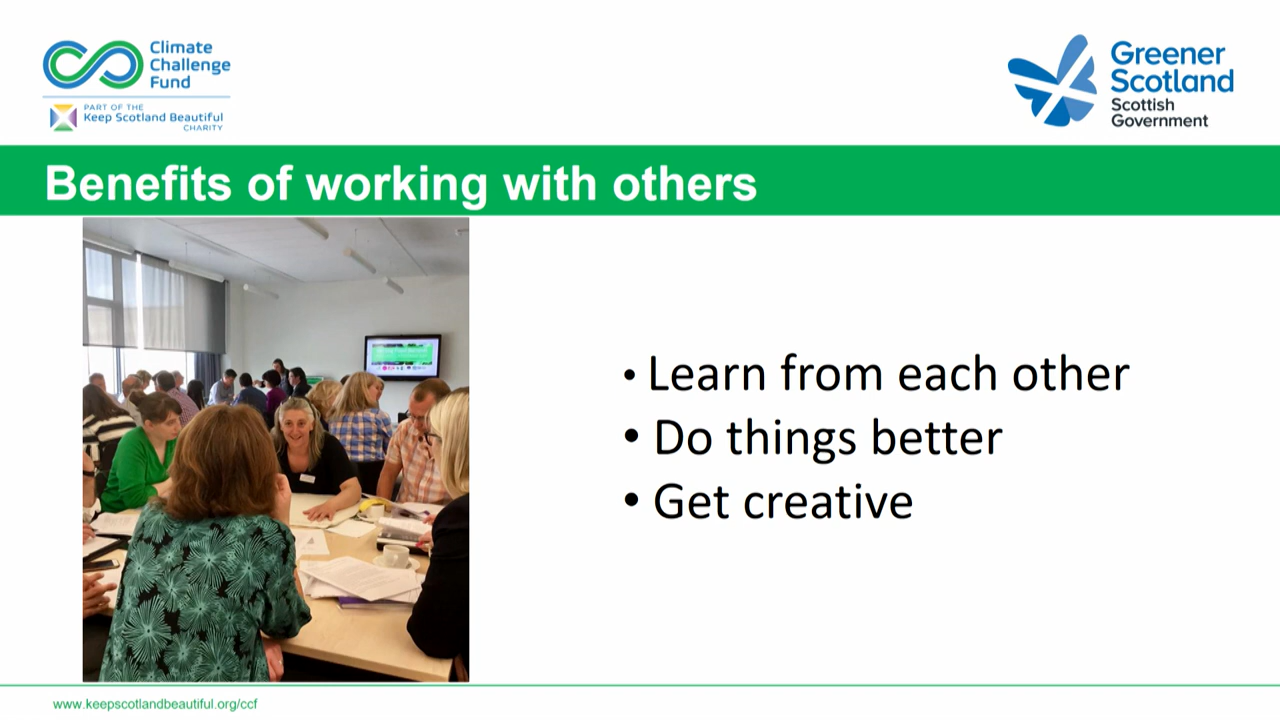 Climate
Challenge
Fund
PART OF THE
Keep Scotland Beautiful
CHARITY
Greener
Scotland
Scottish
Government
Benefits of working with others
• Learn from each other
• Do things better
• Get creative
www.keepscotlandbeautiful.org/ccf